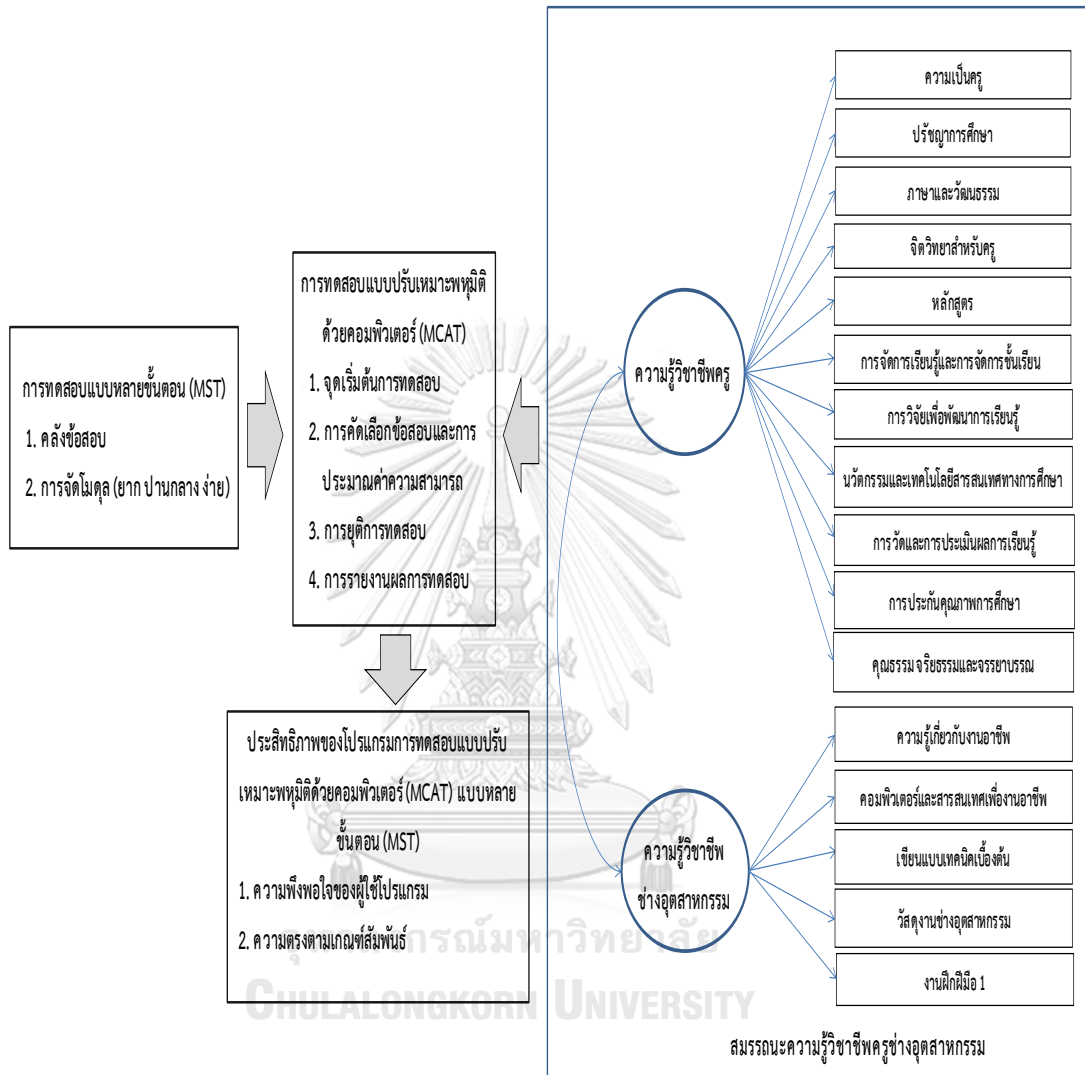 การทดสอบแบบหลายขั้นตอน (MST)
1. คลังข้อสอบ
2. การจัดโมดุล (ยาก ปานกลาง ง่าย)
การทดสอบแบบปรับเหมาะพหุมิติ
ด้วยคอมพิวเตอร์ (MCAT)
1. จุดเริ่มต้นการทดสอบ
2. การคัดเลือกข้อสอบและการ
ประมาณค่าความสามารถ
3. การยุติการทดสอบ
4. การรายงานผลการทดสอบ
ประสิทธิภาพของโปรแกรมการทดสอบแบบปรับ
เหมาะพหุมิติด้วยคอมพิวเตอร์ (MCAT) แบบหลาย
ขั้นตอน (MST)
1. ความพึงพอใจของผู้ใช้โปรแกรม
2. ความตรงตามเกณฑ์สัมพันธ์
ความรู้วิชาชีพครู
ความเป็นครู
ปรัชญาการศึกษา
ภาษาและวัฒนธรรม
จิตวิทยาสำหรับครู
หลักสูตร
การจัดการเรียนรู้และการจัดการชั้นเรียน
การวิจัยเพื่อพัฒนาการเรียนรู้
นวัตกรรมและเทคโนโลยีสารสนเทศทางการศึกษา
การวัดและการประเมินผลการเรียนรู้
การประกันคุณภาพการศึกษา
คุณธรรม จริยธรรมและจรรยาบรรณ
ความรู้วิชาชีพ
ช่างอุตสาหกรรม
ความรู้เกี่ยวกับงานอาชีพ
คอมพิวเตอร์และสารสนเทศเพื่องานอาชีพ
เขียนแบบเทคนิคเบื้องต้น
วัสดุงานช่างอุตสาหกรรม
งานฝึกฝีมือ 1
สมรรถนะความรู้วิชาชีพครูช่างอุตสาหกรรม
จุฬาลงกรณ์มหาวิทยาลัย
CHULALONGKORN UNIVERSITY